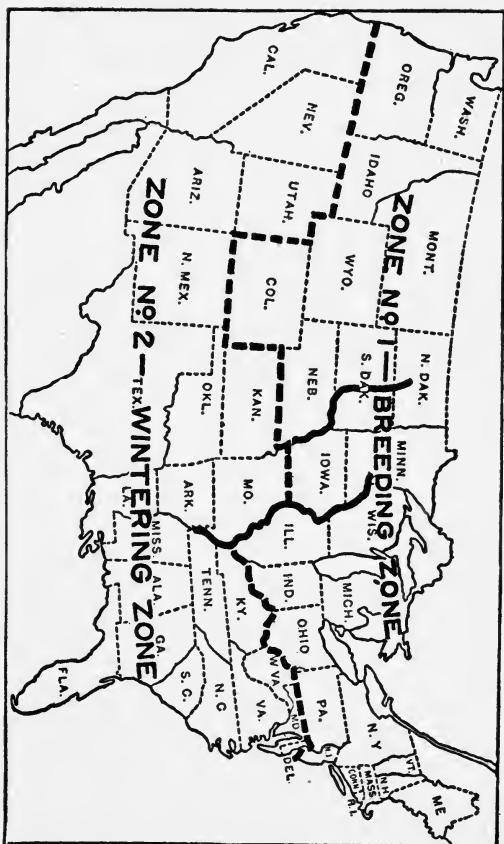 ZONE Nº 1 — BREEDING ZONE
ZONE Nº 2 — WINTERING ZONE
WASH.
OREG.
CAL.
NEV.
IDAHO
MONT.
WYO.
UTAH.
ARIZ.
COL.
N. MEX.
N. DAK.
S. DAK.
NEB.
KAN.
OKL.
TEX.
MINN.
IOWA.
MO.
ARK.
LA.
WIS.
ILL.
MICH.
IND.
OHIO
KY.
TENN.
MISS
ALA.
GA.
FLA.
S. C.
N. C
VA.
W VA.
MD
DEL.
PA.
N. Y
VT.
N H
MASS
CONN.
R. I.
ME